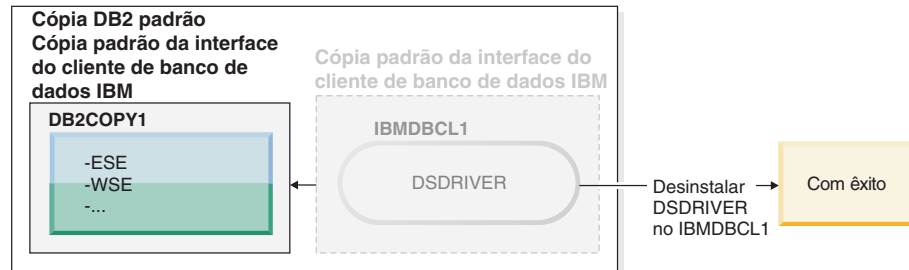 Cópia DB2 padrão
Cópia padrão da interface
do cliente de banco de
dados IBM
DB2COPY1
-ESE
-WSE
-...
Cópia padrão da interface do
cliente de banco de dados IBM
IBMDBCL1
DSDRIVER
Desinstalar
DSDRIVER
no IBMDBCL1
Com êxito